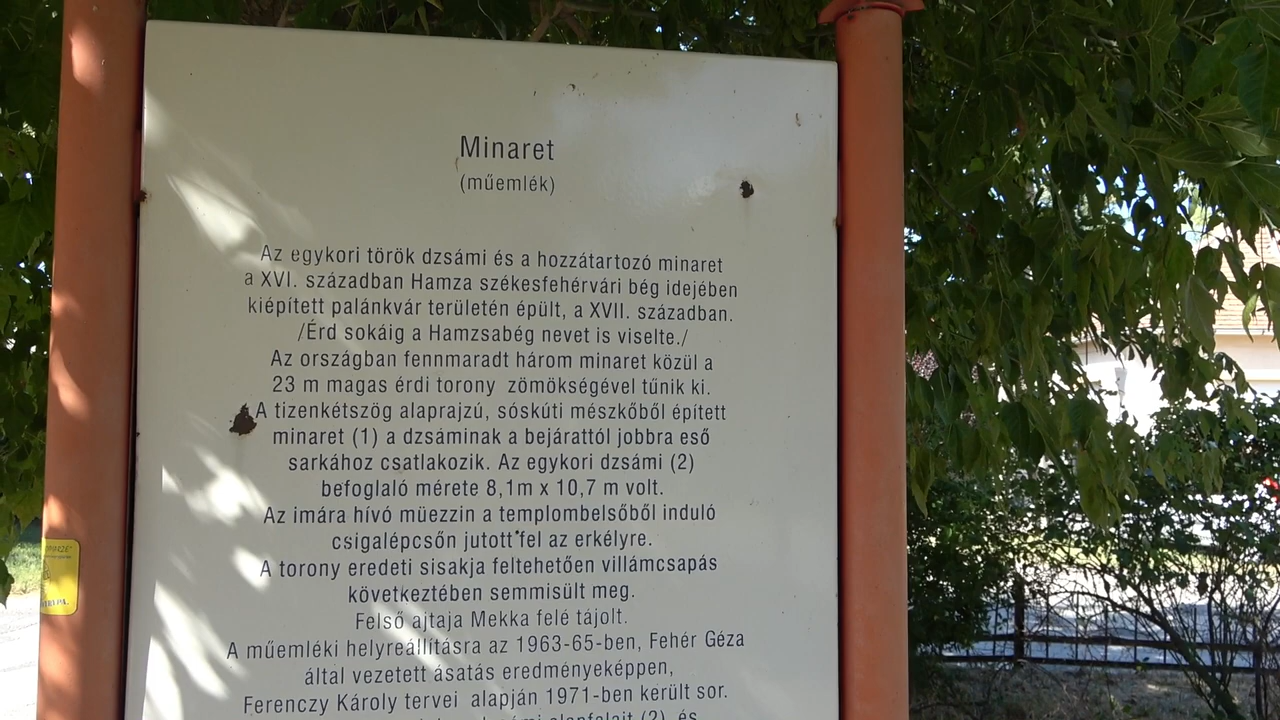 Minaret
(műemlék)
Az egykori török dzsámi és a hozzátartozó minaret
a XVI. században Hamza székesfehérvári bég idejében
kiépített palánkvár területén épült, a XVII. században.
/Érd sokáig a Hamzsabég nevet is viselte./
Az országban fennmaradt három minaret közül a
23 m magas érdi torony zömökségével tűnik ki.
A tizenkétszög alaprajzú, sóskúti mészkőből épített
minaret (1) a dzsáminak a bejárattól jobbra eső
sarkához csatlakozik. Az egykori dzsámi (2)
befoglaló mérete 8,1m x 10,7 m volt.
Az imára hívó müezzin a templombelsőből induló
csigalépcsőn jutott fel az erkélyre.
A torony eredeti sisakja feltehetően villámcsapás
következtében semmisült meg.
Felső ajtaja Mekka felé tájolt.
A műemléki helyreállításra az 1963-65-ben, Fehér Géza
által vezetett ásatás eredményeképpen,
Ferenczy Károly tervei alapján 1971-ben került sor.
alapfalait (2), és